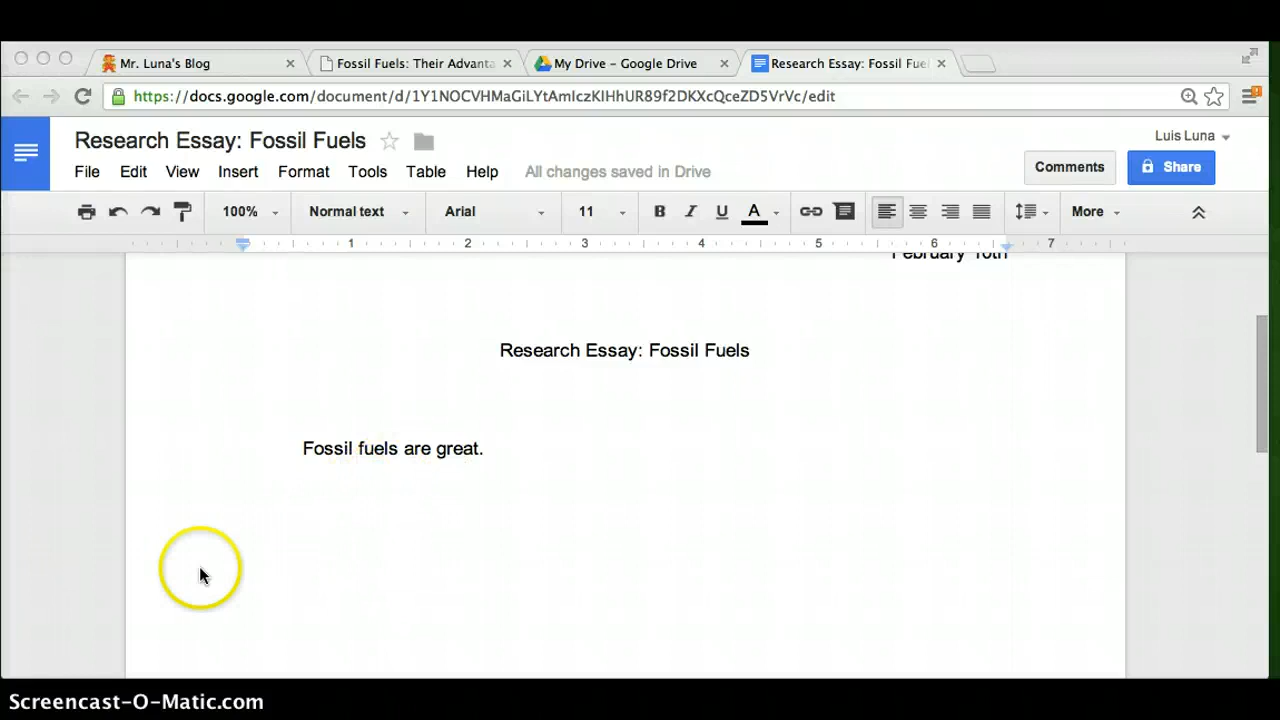 Mr. Luna's Blog
Fossil Fuels: Their Advanta
My Drive – Google Drive
Research Essay: Fossil Fue
https://docs.google.com/document/d/1Y1NOCVHMaGiLYtAmIczKIHhUR89f2DKXcQceZD5VrVc/edit
Research Essay: Fossil Fuels
Luis Luna
File Edit View Insert Format Tools Table Help All changes saved in Drive
Comments Share
100% Normal text Arial 11 B I U A More
1 2 3 4 5 6 7
February 10th
Research Essay: Fossil Fuels
Fossil fuels are great.
Screencast-O-Matic.com